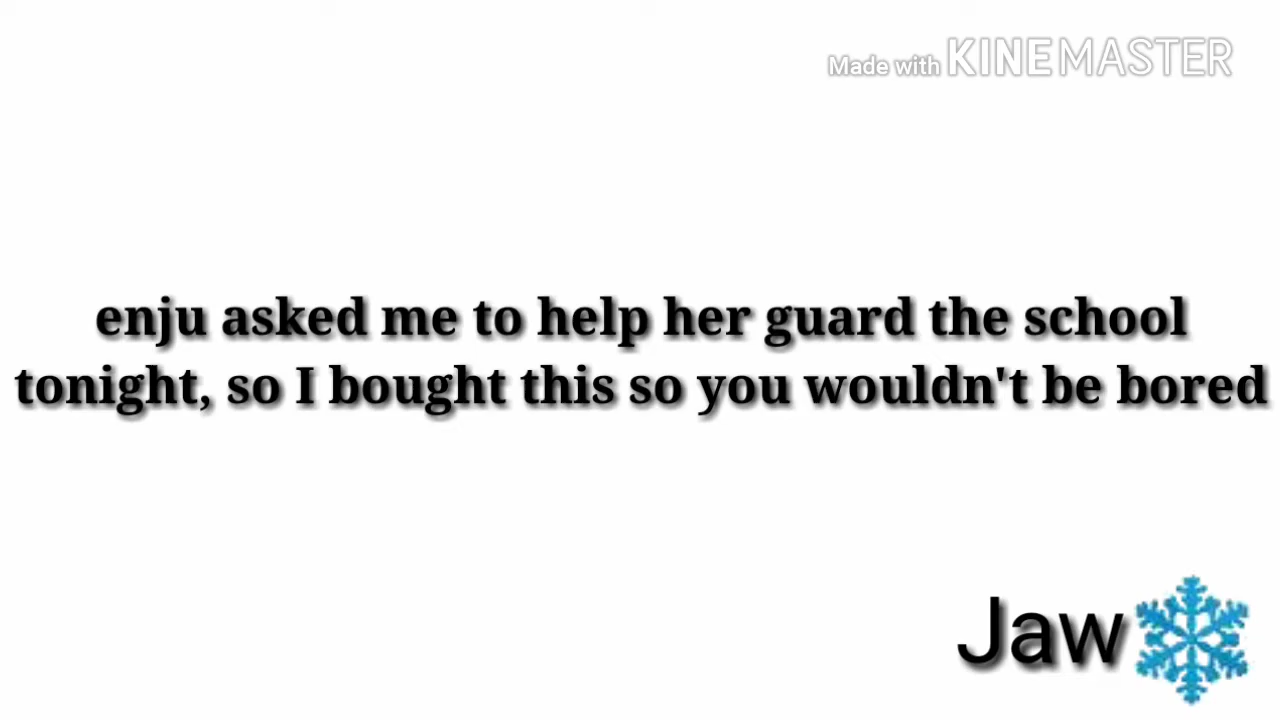 Made with KINEMASTER
enju asked me to help her guard the school
tonight, so I bought this so you wouldn't be bored
Jaw